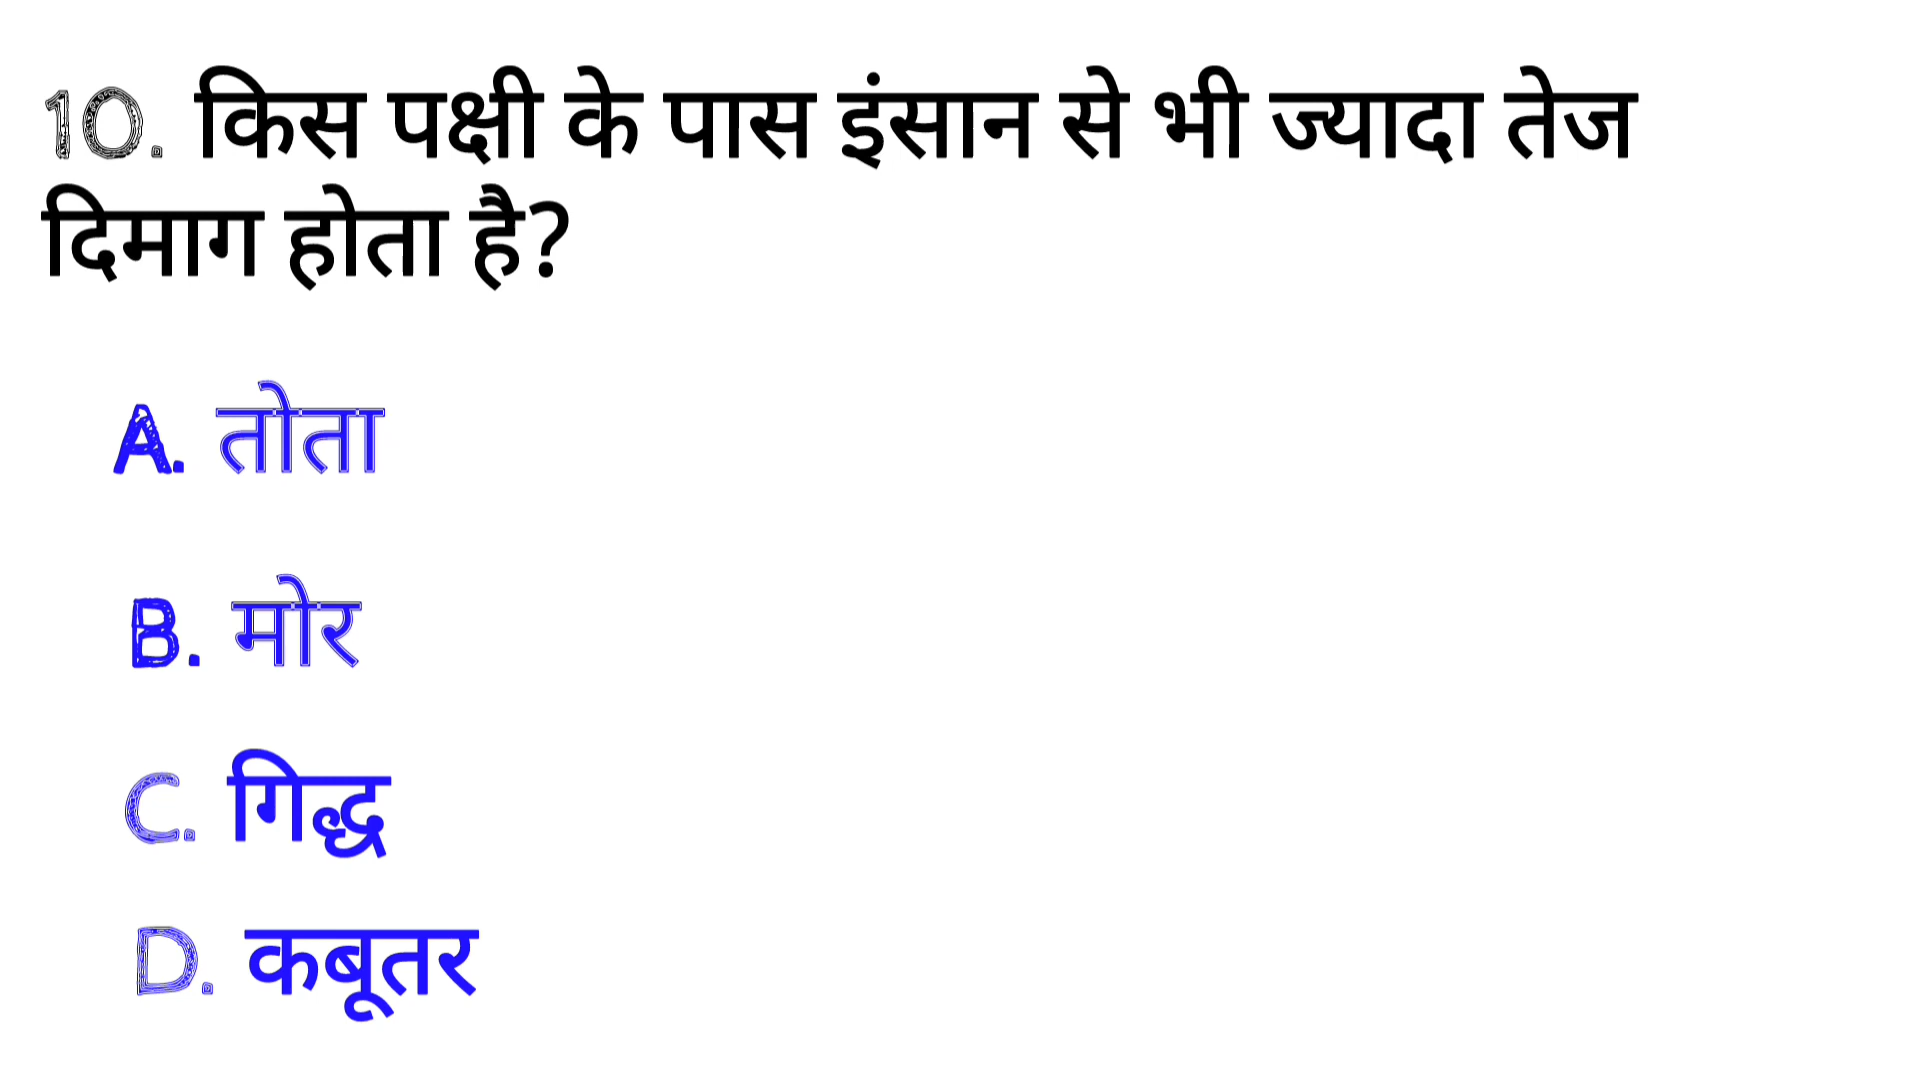 10. किस पक्षी के पास इंसान से भी ज्यादा तेज
दिमाग होता है?
A. तोता
B. मोर
C. गिद्ध
D. कबूतर